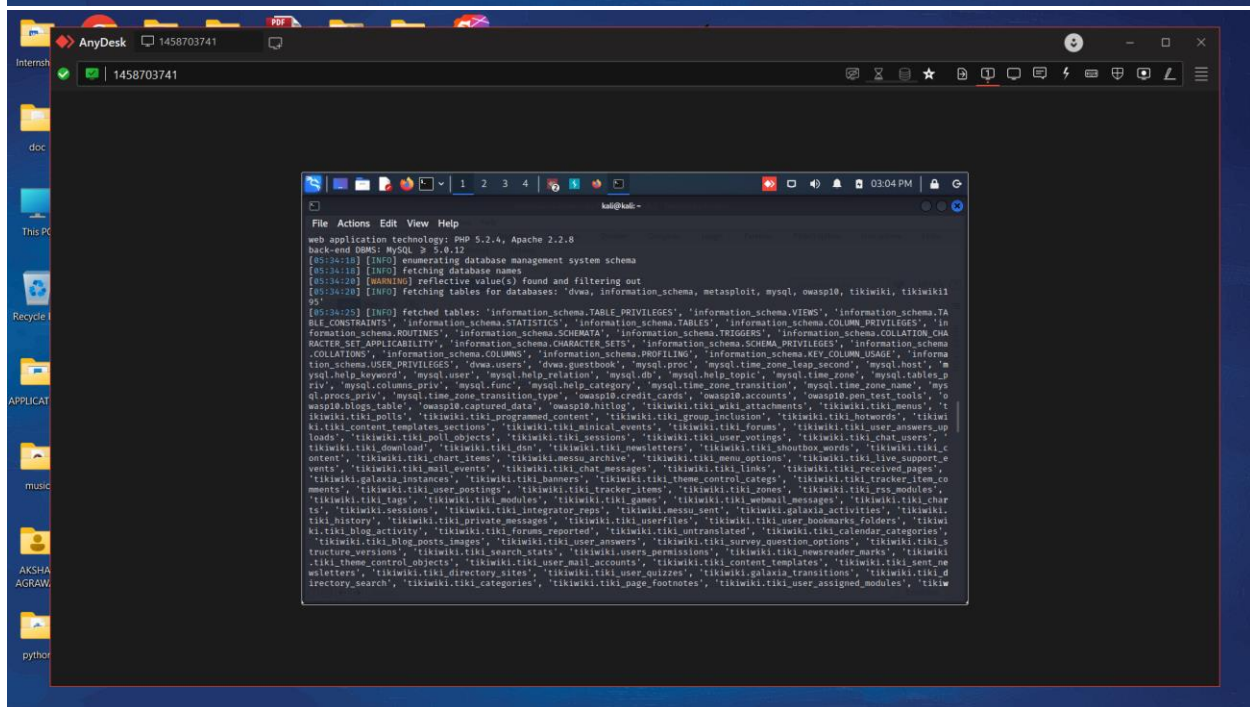 PDF
AnyDesk 1458703741
1458703741
Internsh
doc
This PC
Recycle
APPLICAT
music
AKSHA
AGRAW
python
1 2 3 4 03:04 PM
kali@kali: ~
File Actions Edit View Help
web application technology: PHP 5.2.4, Apache 2.2.8
back-end DBMS: MySQL ≥ 5.0.12
[05:34:18] [INFO] enumerating database management system schema
[05:34:18] [INFO] fetching database names
[05:34:20] [WARNING] reflective value(s) found and filtering out
[05:34:20] [INFO] fetching tables for databases: 'dvwa, information_schema, metasploit, mysql, owasp10, tikiwiki, tikiwiki1
95'
[05:34:25] [INFO] fetched tables: 'information_schema.TABLE_PRIVILEGES', 'information_schema.VIEWS', 'information_schema.TA
BLE_CONSTRAINTS', 'information_schema.STATISTICS', 'information_schema.TABLES', 'information_schema.COLUMN_PRIVILEGES', 'in
formation_schema.ROUTINES', 'information_schema.SCHEMATA', 'information_schema.TRIGGERS', 'information_schema.COLLATION_CHA
RACTER_SET_APPLICABILITY', 'information_schema.CHARACTER_SETS', 'information_schema.SCHEMA_PRIVILEGES', 'information_schema
.COLLATIONS', 'information_schema.COLUMNS', 'information_schema.PROFILING', 'information_schema.KEY_COLUMN_USAGE', 'informa
tion_schema.USER_PRIVILEGES', 'dvwa.users', 'dvwa.guestbook', 'mysql.proc', 'mysql.time_zone_leap_second', 'mysql.host', 'm
ysql.help_keyword', 'mysql.user', 'mysql.help_relation', 'mysql.db', 'mysql.help_topic', 'mysql.time_zone', 'mysql.tables_p
riv', 'mysql.columns_priv', 'mysql.func', 'mysql.help_category', 'mysql.time_zone_transition', 'mysql.time_zone_name', 'mys
ql.procs_priv', 'mysql.time_zone_transition_type', 'owasp10.credit_cards', 'owasp10.accounts', 'owasp10.pen_test_tools', 'o
wasp10.blogs_table', 'owasp10.captured_data', 'owasp10.hitlog', 'tikiwiki.tiki_wiki_attachments', 'tikiwiki.tiki_menus', 't
ikiwiki.tiki_polls', 'tikiwiki.tiki_programmed_content', 'tikiwiki.tiki_group_inclusion', 'tikiwiki.tiki_hotwords', 'tikiwi
ki.tiki_content_templates_sections', 'tikiwiki.tiki_minical_events', 'tikiwiki.tiki_forums', 'tikiwiki.tiki_user_answers_up
loads', 'tikiwiki.tiki_poll_objects', 'tikiwiki.tiki_sessions', 'tikiwiki.tiki_user_votings', 'tikiwiki.tiki_chat_users', '
tikiwiki.tiki_download', 'tikiwiki.tiki_dsn', 'tikiwiki.tiki_newsletters', 'tikiwiki.tiki_shoutbox_words', 'tikiwiki.tiki_c
ontent', 'tikiwiki.tiki_chart_items', 'tikiwiki.messu_archive', 'tikiwiki.tiki_menu_options', 'tikiwiki.tiki_live_support_e
vents', 'tikiwiki.tiki_mail_events', 'tikiwiki.tiki_chat_messages', 'tikiwiki.tiki_links', 'tikiwiki.tiki_received_pages',
'tikiwiki.galaxia_instances', 'tikiwiki.tiki_banners', 'tikiwiki.tiki_theme_control_categs', 'tikiwiki.tiki_tracker_item_co
mments', 'tikiwiki.tiki_user_postings', 'tikiwiki.tiki_tracker_items', 'tikiwiki.tiki_zones', 'tikiwiki.tiki_rss_modules',
'tikiwiki.tiki_tags', 'tikiwiki.tiki_modules', 'tikiwiki.tiki_games', 'tikiwiki.tiki_webmail_messages', 'tikiwiki.tiki_char
ts', 'tikiwiki.sessions', 'tikiwiki.tiki_integrator_reps', 'tikiwiki.messu_sent', 'tikiwiki.galaxia_activities', 'tikiwiki.
tiki_history', 'tikiwiki.tiki_private_messages', 'tikiwiki.tiki_userfiles', 'tikiwiki.tiki_user_bookmarks_folders', 'tikiwi
ki.tiki_blog_activity', 'tikiwiki.tiki_forums_reported', 'tikiwiki.tiki_untranslated', 'tikiwiki.tiki_calendar_categories',
'tikiwiki.tiki_blog_posts_images', 'tikiwiki.tiki_user_answers', 'tikiwiki.tiki_survey_question_options', 'tikiwiki.tiki_s
tructure_versions', 'tikiwiki.tiki_search_stats', 'tikiwiki.users_permissions', 'tikiwiki.tiki_newsreader_marks', 'tikiwiki
.tiki_theme_control_objects', 'tikiwiki.tiki_user_mail_accounts', 'tikiwiki.tiki_content_templates', 'tikiwiki.tiki_sent_ne
wsletters', 'tikiwiki.tiki_directory_sites', 'tikiwiki.tiki_user_quizzes', 'tikiwiki.galaxia_transitions', 'tikiwiki.tiki_d
irectory_search', 'tikiwiki.tiki_categories', 'tikiwiki.tiki_page_footnotes', 'tikiwiki.tiki_user_assigned_modules', 'tikiw